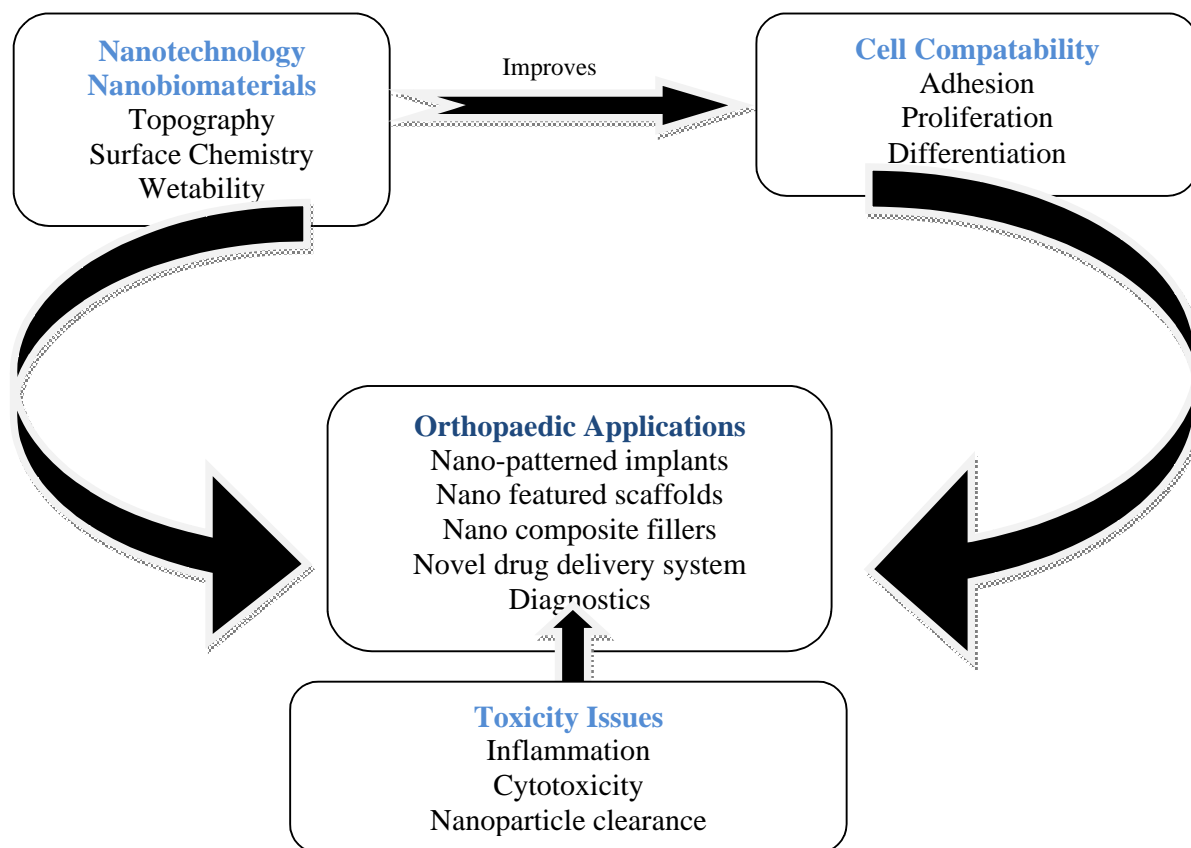 Nanotechnology
Nanobiomaterials
Topography
Surface Chemistry
Wetability
Improves
Cell Compatability
Adhesion
Proliferation
Differentiation
Orthopaedic Applications
Nano-patterned implants
Nano featured scaffolds
Nano composite fillers
Novel drug delivery system
Diagnostics
Toxicity Issues
Inflammation
Cytotoxicity
Nanoparticle clearance